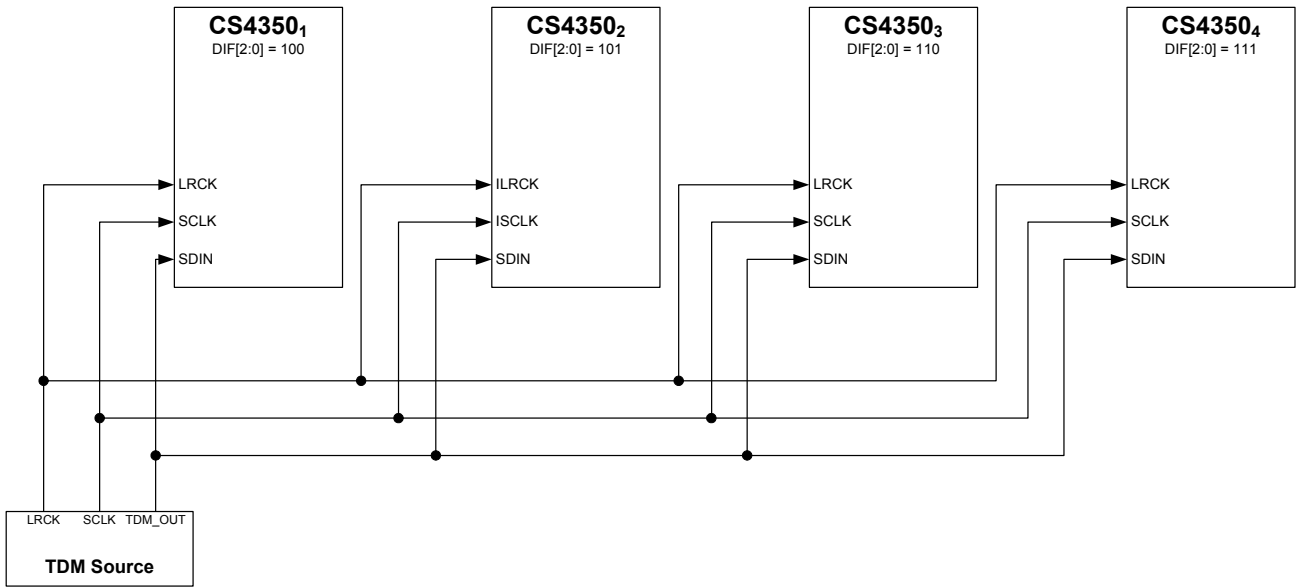 CS4350₁
DIF[2:0] = 100
CS4350₂
DIF[2:0] = 101
CS4350₃
DIF[2:0] = 110
CS4350₄
DIF[2:0] = 111
LRCK
SCLK
SDIN
ILRCK
ISCLK
SDIN
LRCK
SCLK
SDIN
LRCK
SCLK
SDIN
LRCK SCLK TDM_OUT
TDM Source